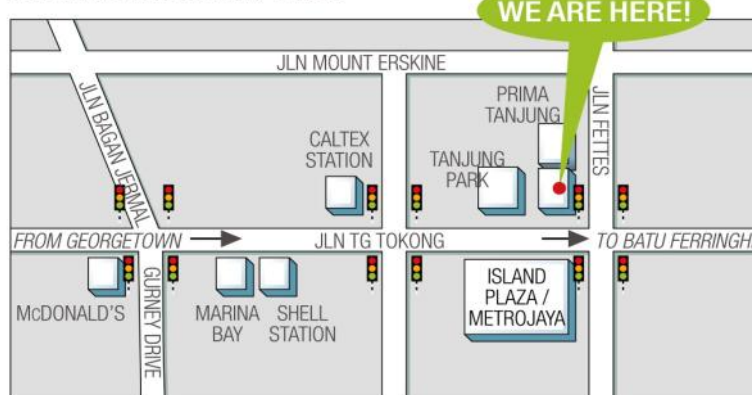 WE ARE HERE!
JLN MOUNT ERSKINE
JLN BAGAN JERMAL
CALTEX
STATION
PRIMA
TANJUNG
TANJUNG
PARK
JLN FETTES
FROM GEORGETOWN
JLN TG TOKONG
TO BATU FERRINGHI
McDONALD'S
GURNEY DRIVE
MARINA
BAY
SHELL
STATION
ISLAND
PLAZA /
METROJAYA